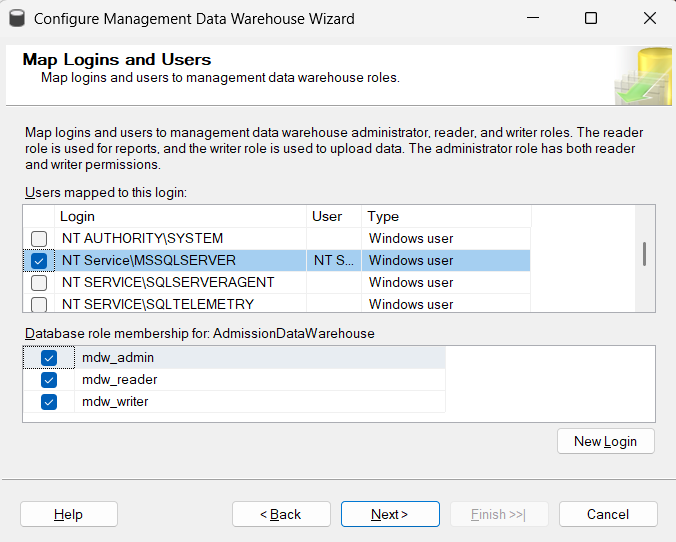 Configure Management Data Warehouse Wizard
Map Logins and Users
Map logins and users to management data warehouse roles.
Map logins and users to management data warehouse administrator, reader, and writer roles. The reader
role is used for reports, and the writer role is used to upload data. The administrator role has both reader
and writer permissions.
Users mapped to this login:
Login User Type
NT AUTHORITY\SYSTEM Windows user
NT Service\MSSQLSERVER NT S... Windows user
NT SERVICE\SQLSERVERAGENT Windows user
NT SERVICE\SQLTELEMETRY Windows user
Database role membership for: AdmissionDataWarehouse
mdw_admin
mdw_reader
mdw_writer
New Login
Help < Back Next > Finish >>| Cancel